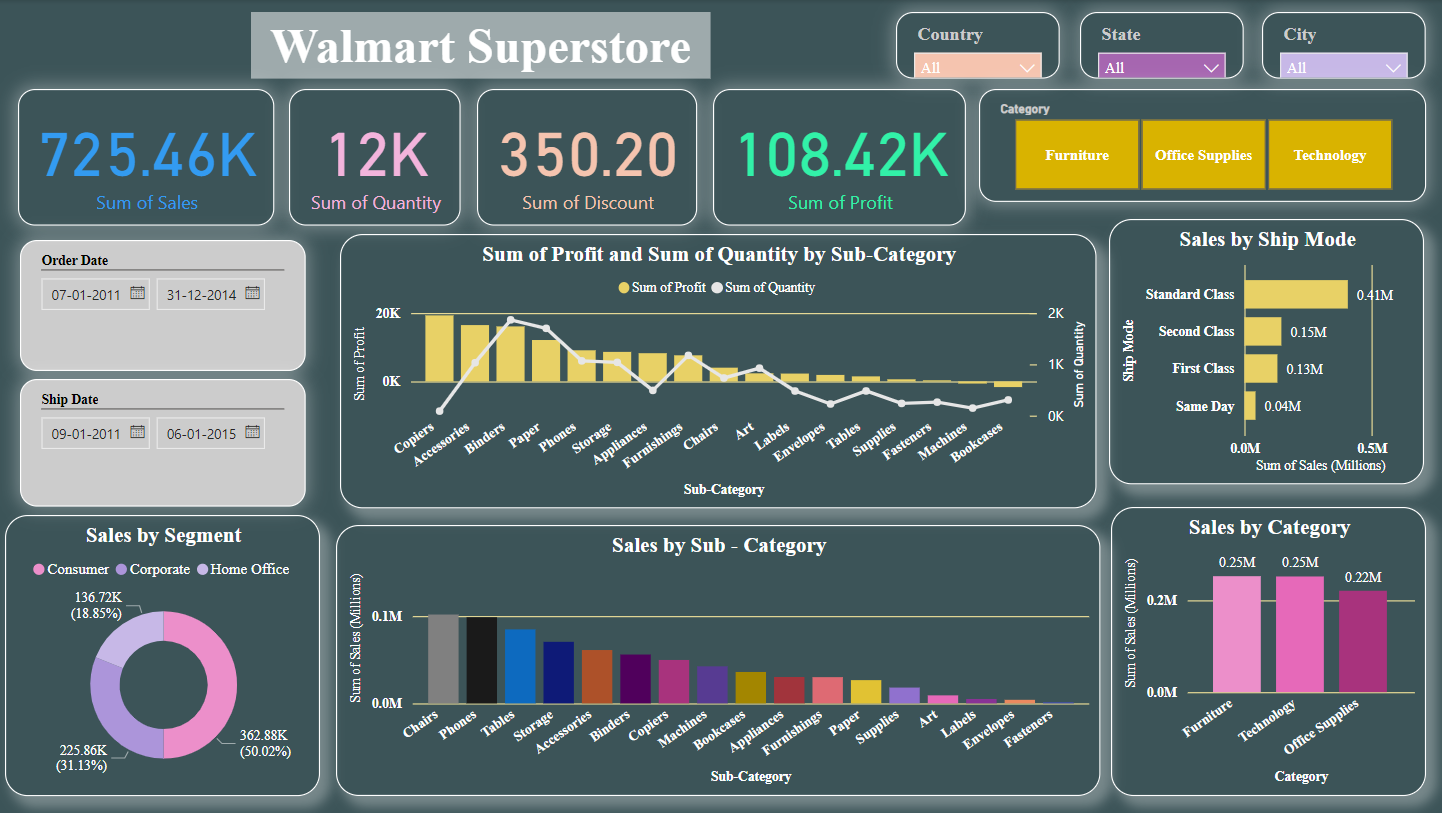 Walmart Superstore
Country
All
State
All
City
All
725.46K
Sum of Sales
12K
Sum of Quantity
350.20
Sum of Discount
108.42K
Sum of Profit
Category
Furniture
Office Supplies
Technology
Order Date
07-01-2011
31-12-2014
Ship Date
09-01-2011
06-01-2015
Sum of Profit and Sum of Quantity by Sub-Category
Sum of Profit
Sum of Quantity
Sum of Profit
20K
0K
2K
1K
0K
Sum of Quantity
Copiers
Accessories
Binders
Paper
Phones
Storage
Appliances
Furnishings
Chairs
Art
Labels
Envelopes
Tables
Supplies
Fasteners
Machines
Bookcases
Sub-Category
Sales by Ship Mode
Ship Mode
Standard Class
0.41M
Second Class
0.15M
First Class
0.13M
Same Day
0.04M
0.0M
0.5M
Sum of Sales (Millions)
Sales by Segment
Consumer
Corporate
Home Office
136.72K
(18.85%)
362.88K
(50.02%)
225.86K
(31.13%)
Sales by Sub - Category
Sum of Sales (Millions)
0.1M
0.0M
Chairs
Phones
Tables
Storage
Accessories
Binders
Copiers
Machines
Bookcases
Appliances
Furnishings
Paper
Supplies
Art
Labels
Envelopes
Fasteners
Sub-Category
Sales by Category
Sum of Sales (Millions)
0.2M
0.0M
0.25M
0.25M
0.22M
Furniture
Technology
Office Supplies
Category